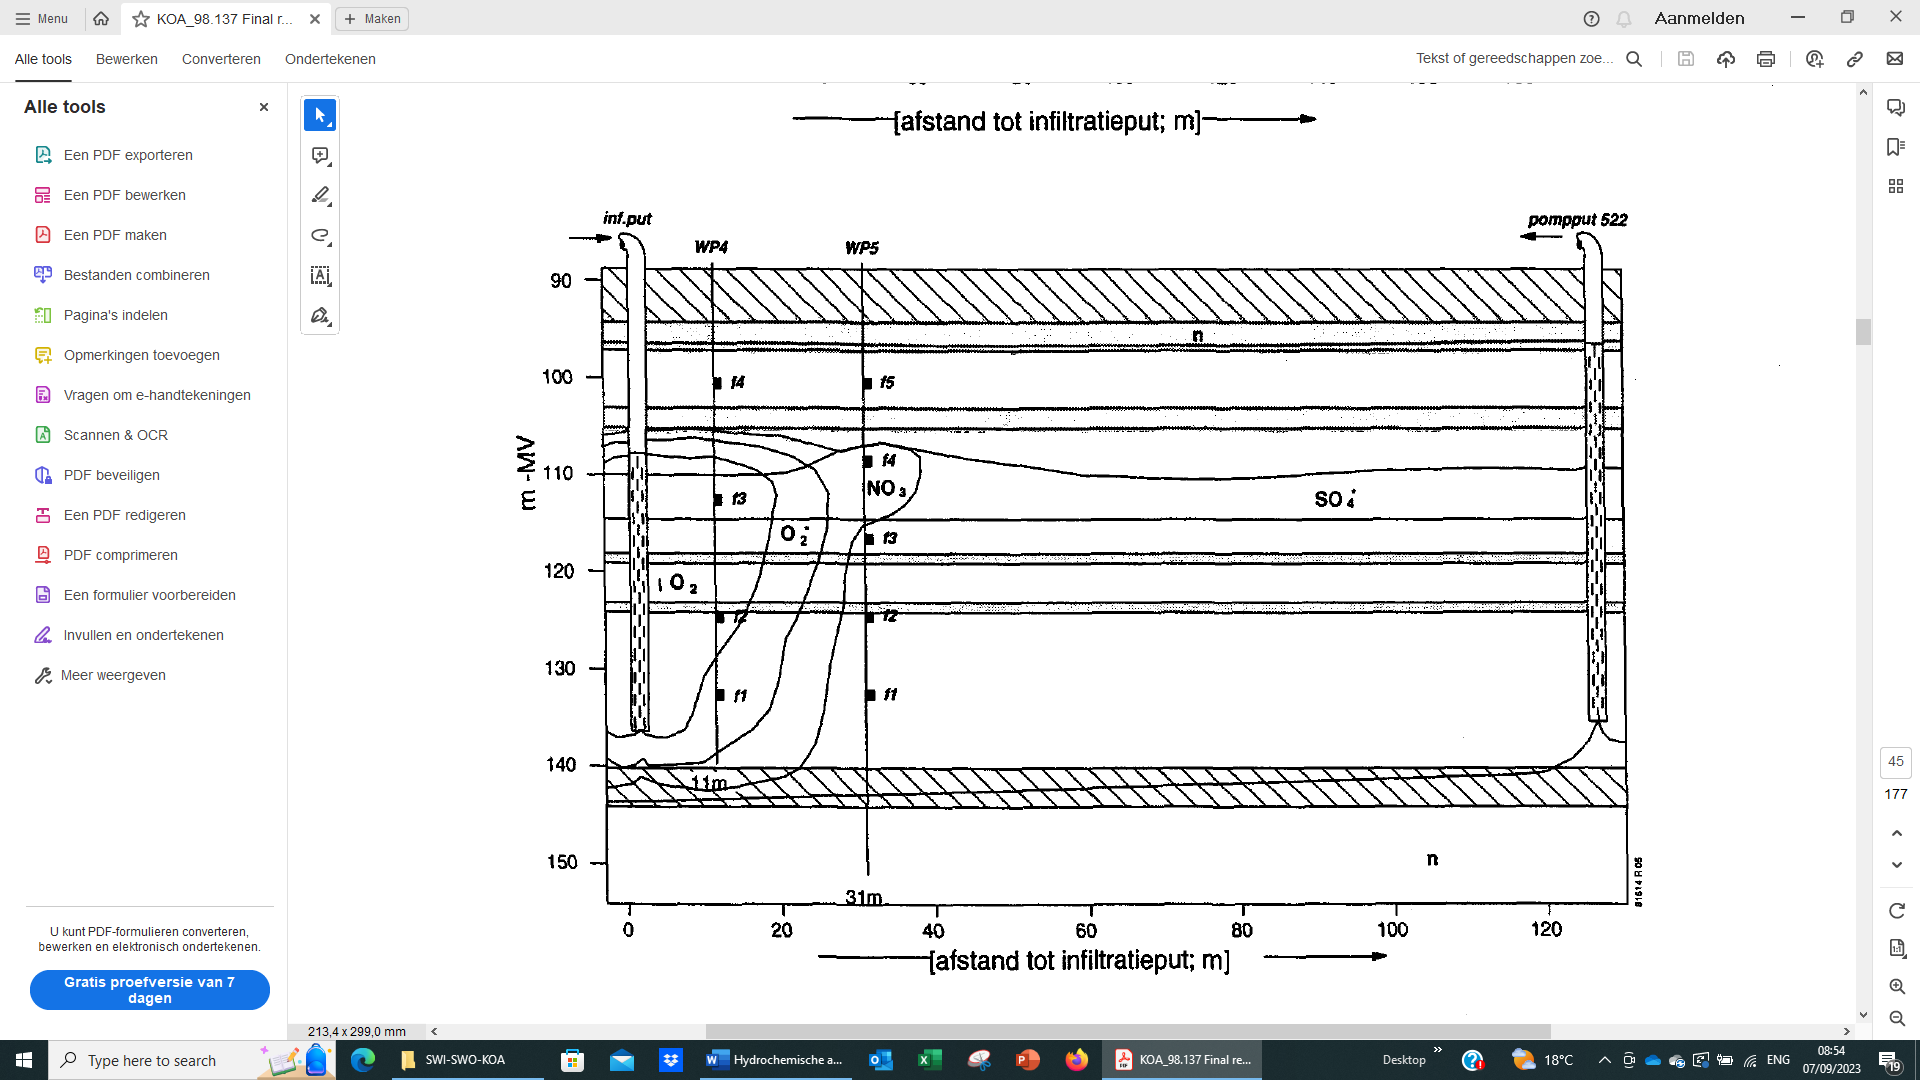 Menu
KOA_98.137 Final r...
Maken
Aanmelden
Alle tools
Bewerken
Converteren
Ondertekenen
Tekst of gereedschappen zoe...
Alle tools
Een PDF exporteren
Een PDF bewerken
Een PDF maken
Bestanden combineren
Pagina's indelen
Opmerkingen toevoegen
Vragen om e-handtekeningen
Scannen & OCR
PDF beveiligen
Een PDF redigeren
PDF comprimeren
Een formulier voorbereiden
Invullen en ondertekenen
Meer weergeven
U kunt PDF-formulieren converteren,
bewerken en elektronisch ondertekenen.
Gratis proefversie van 7
dagen
[afstand tot infiltratieput; m]
inf.put
WP4
WP5
pompput 522
90
n
100
f4
f5
m -MV
110
f4
NO3
f3
SO4*
O2*
f3
120
O2
f2
f2
130
f1
f1
140
11m
150
n
31m
81614 R 05
0
20
40
60
80
100
120
[afstand tot infiltratieput; m]
45
177
1:1
213,4 x 299,0 mm
Type here to search
SWI-SWO-KOA
Hydrochemische a...
KOA_98.137 Final re...
Desktop
18°C
ENG
08:54
07/09/2023
19